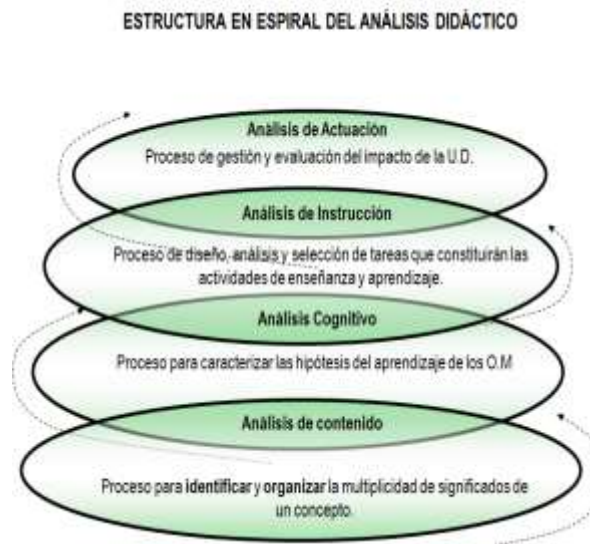 ESTRUCTURA EN ESPIRAL DEL ANÁLISIS DIDÁCTICO
Análisis de Actuación
Proceso de gestión y evaluación del impacto de la U.D.
Análisis de Instrucción
Proceso de diseño, análisis y selección de tareas que constituirán las
actividades de enseñanza y aprendizaje.
Análisis Cognitivo
Proceso para caracterizar las hipótesis del aprendizaje de los O.M
Análisis de contenido
Proceso para identificar y organizar la multiplicidad de significados de
un concepto.